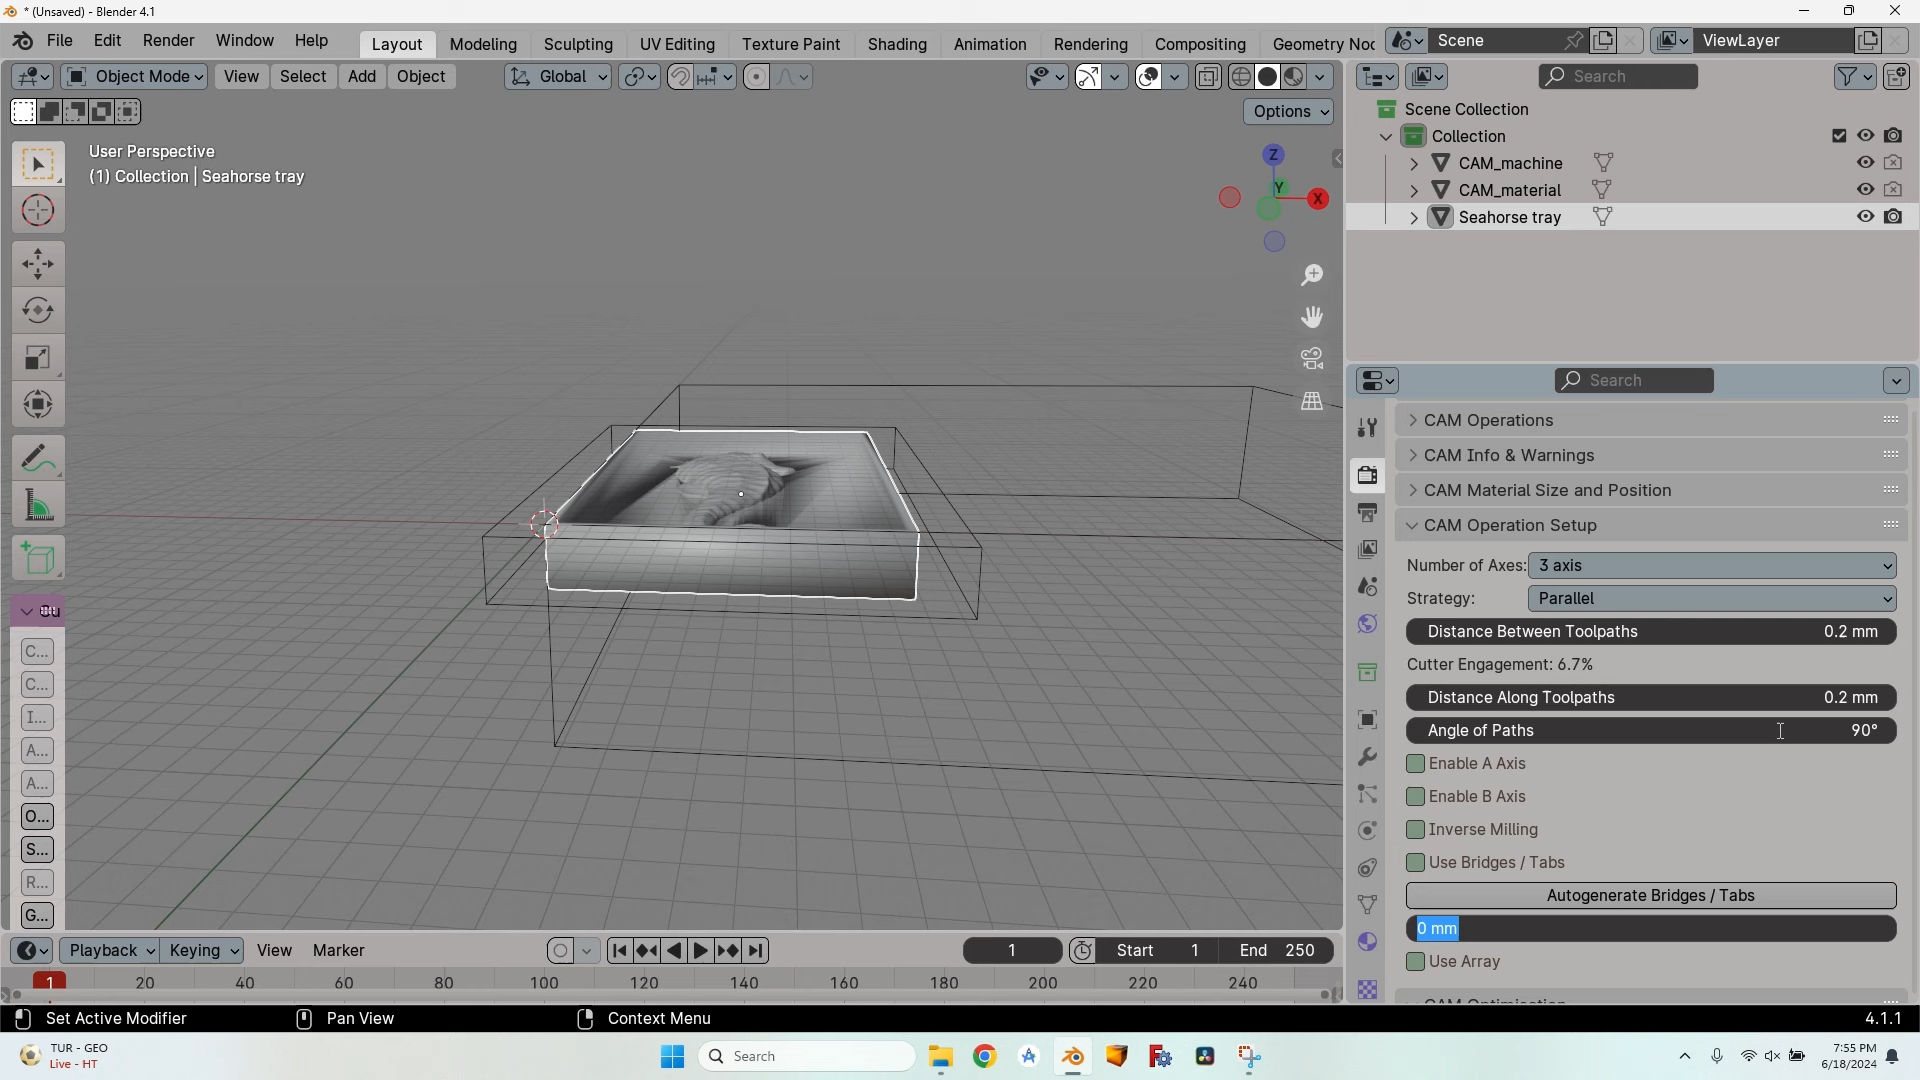 * (Unsaved) - Blender 4.1
File Edit Render Window Help
Layout Modeling Sculpting UV Editing Texture Paint Shading Animation Rendering Compositing Geometry Noc
Scene
ViewLayer
Object Mode View Select Add Object
Global
Options
Search
User Perspective
(1) Collection | Seahorse tray
Z
Y
X
Scene Collection
Collection
CAM_machine
CAM_material
Seahorse tray
Search
CAM Operations
CAM Info & Warnings
CAM Material Size and Position
CAM Operation Setup
Number of Axes: 3 axis
Strategy: Parallel
Distance Between Toolpaths 0.2 mm
Cutter Engagement: 6.7%
Distance Along Toolpaths 0.2 mm
Angle of Paths 90°
Enable A Axis
Enable B Axis
Inverse Milling
Use Bridges / Tabs
Autogenerate Bridges / Tabs
0 mm
Use Array
C...
C...
I...
A...
A...
O...
S...
R...
G...
Playback Keying View Marker
1 Start 1 End 250
1 20 40 60 80 100 120 140 160 180 200 220 240
Set Active Modifier Pan View Context Menu 4.1.1
TUR - GEO
Live - HT
Search
7:55 PM
6/18/2024